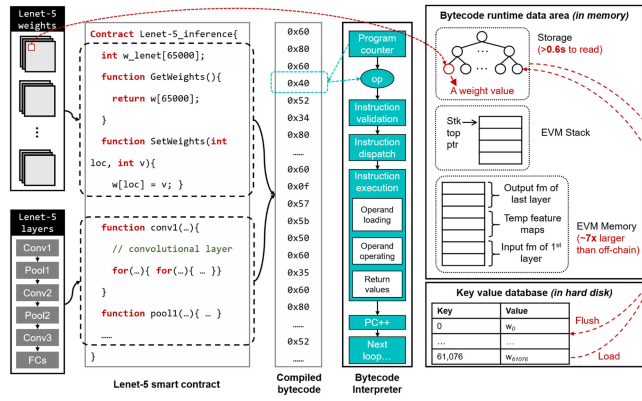 Lenet-5
weights
Lenet-5
layers
Conv1
Pool1
Conv2
Pool2
Conv3
FCs
Contract Lenet-5_inference{
int w_lenet[65000];
function GetWeights(){
return w[65000];
}
function SetWeights(int
loc, int v){
w[loc] = v; }
function conv1(…){
// convolutional layer
for(…){ for(…){ … }}
}
function pool1(…){ … }
……
}
Lenet-5 smart contract
0x60
0x80
0x60
0x40
0x52
0x34
0x80
……
0x60
0x0f
0x57
0x5b
0x50
0x60
0x35
0x60
0x80
……
0x52
……
Compiled
bytecode
Program
counter
op
Instruction
validation
Instruction
dispatch
Instruction
execution
Operand
loading
Operand
operating
Return
values
PC++
Next
loop…
Bytecode
Interpreter
Bytecode runtime data area (in memory)
Storage
(>0.6s to read)
… …
…
A weight value
Stk
top
ptr
EVM Stack
Output fm of
last layer
Temp feature
maps
Input fm of 1st
layer
EVM Memory
(~7x larger
than off-chain)
Key value database (in hard disk)
Key Value
0 w0
… …
61,076 w61076
Flush
Load